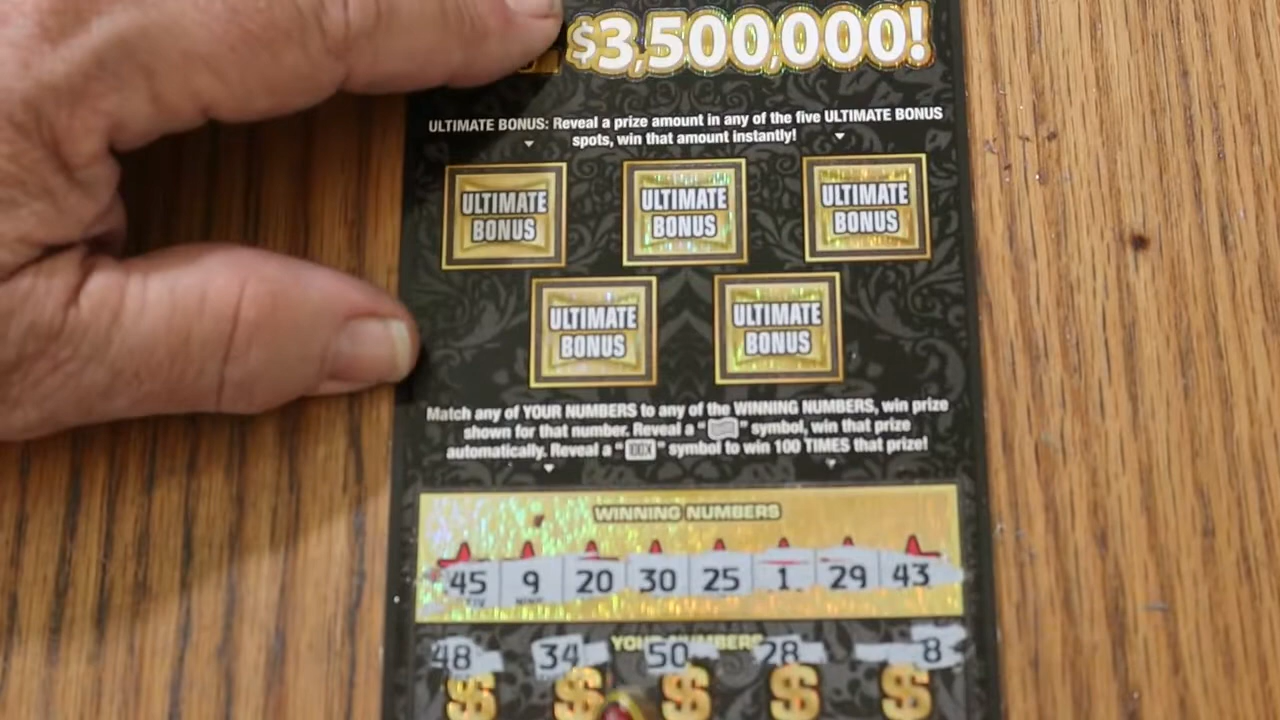 $3,500,000!
ULTIMATE BONUS: Reveal a prize amount in any of the five ULTIMATE BONUS
spots, win that amount instantly!
ULTIMATE BONUS
ULTIMATE BONUS
ULTIMATE BONUS
ULTIMATE BONUS
ULTIMATE BONUS
Match any of YOUR NUMBERS to any of the WINNING NUMBERS, win prize
shown for that number. Reveal a " " symbol, win that prize
automatically. Reveal a "100X" symbol to win 100 TIMES that prize!
WINNING NUMBERS
45 9 20 30 25 1 29 43
YOUR NUMBERS
48 34 50 28 8
$ $ $ $ $